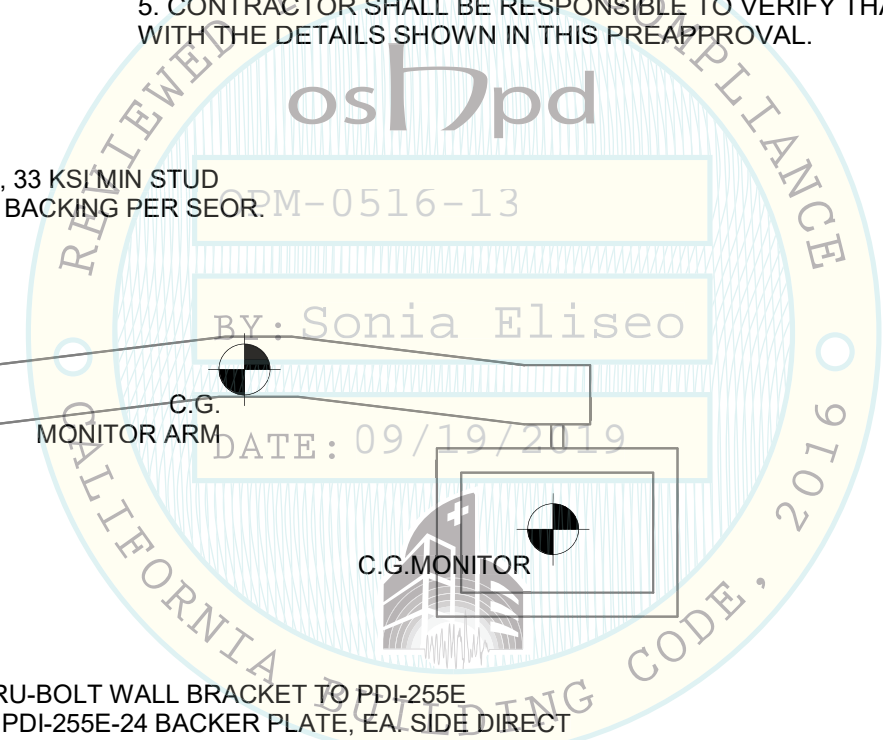 5. CONTRACTOR SHALL BE RESPONSIBLE TO VERIFY THA
WITH THE DETAILS SHOWN IN THIS PREAPPROVAL.
oshpd
, 33 KSI MIN STUD
BACKING PER SEOR.
OPM-0516-13
BY: Sonia Eliseo
C.G.
MONITOR ARM
DATE: 09/19/2019
C.G.MONITOR
RU-BOLT WALL BRACKET TO PDI-255E
PDI-255E-24 BACKER PLATE, EA. SIDE DIRECT
REVIEWED
COMPLIANCE
CALIFORNIA BUILDING CODE, 2016